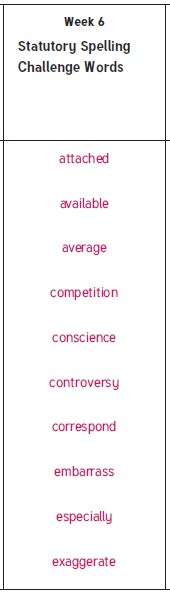 Week 6
Statutory Spelling
Challenge Words
attached
available
average
competition
conscience
controversy
correspond
embarrass
especially
exaggerate